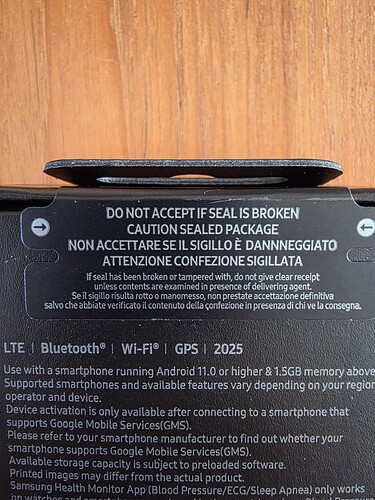 DO NOT ACCEPT IF SEAL IS BROKEN
CAUTION SEALED PACKAGE
NON ACCETTARE SE IL SIGILLO È DANNNEGGIATO
ATTENZIONE CONFEZIONE SIGILLATA
If seal has been broken or tampered with, do not give clear receipt
unless contents are examined in presence of delivering agent.
Se il sigillo risulta rotto o manomesso, non prestate accettazione definitiva
salvo che abbiate verificato il contenuto della confezione in presenza di chi ve la consegna.
LTE | Bluetooth® | Wi-Fi® | GPS | 2025
Use with a smartphone running Android 11.0 or higher & 1.5GB memory above
Supported smartphones and available features vary depending on your region
operator and device.
Device activation is only available after connecting to a smartphone that
supports Google Mobile Services(GMS).
Please refer to your smartphone manufacturer to find out whether your
smartphone supports Google Mobile Services(GMS).
Available storage capacity is subject to preloaded software.
Printed images may differ from the actual product.
Samsung Health Monitor App (Blood Pressure/ECG/Sleep Apnea) only works